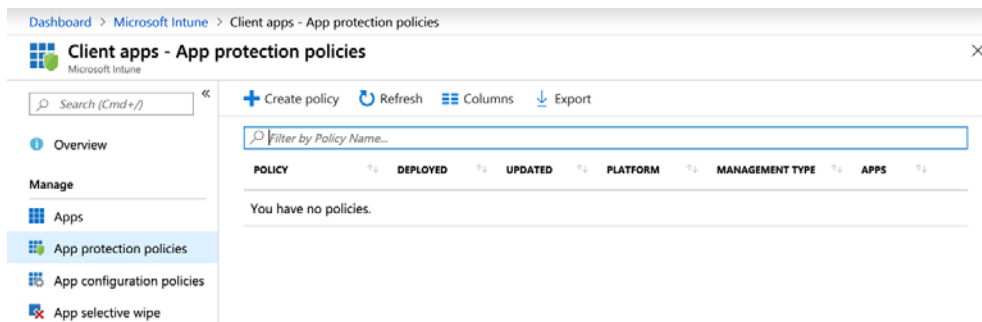 Dashboard > Microsoft Intune > Client apps - App protection policies
Client apps - App protection policies
Microsoft Intune
Search (Cmd+/)
Overview
Manage
Apps
App protection policies
App configuration policies
App selective wipe
Create policy Refresh Columns Export
Filter by Policy Name...
POLICY DEPLOYED UPDATED PLATFORM MANAGEMENT TYPE APPS
You have no policies.